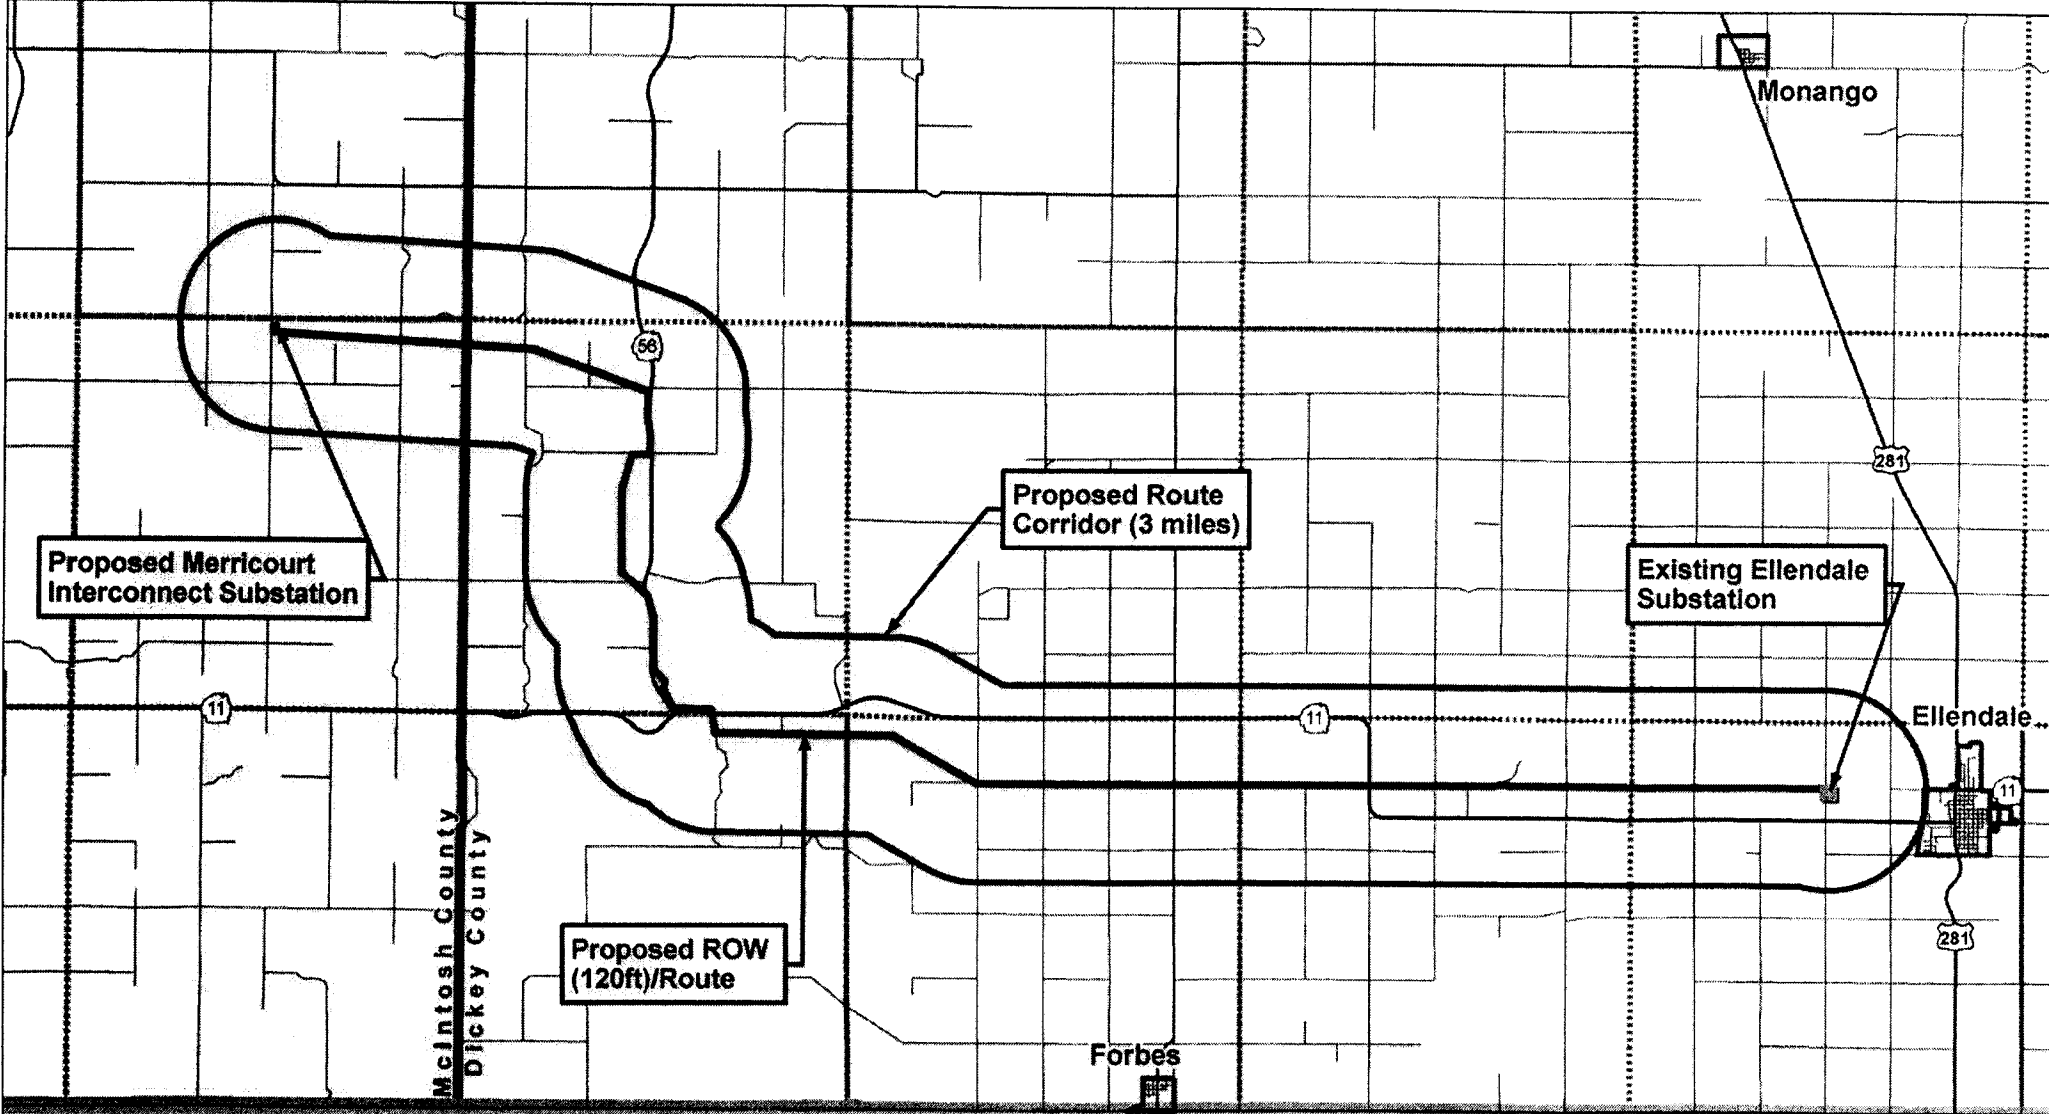 Monango
56
281
Proposed Route
Corridor (3 miles)
Proposed Merricourt
Interconnect Substation
Existing Ellendale
Substation
11
11
Ellendale
11
McIntosh County
Dickey County
Proposed ROW
(120ft)/Route
281
Forbes